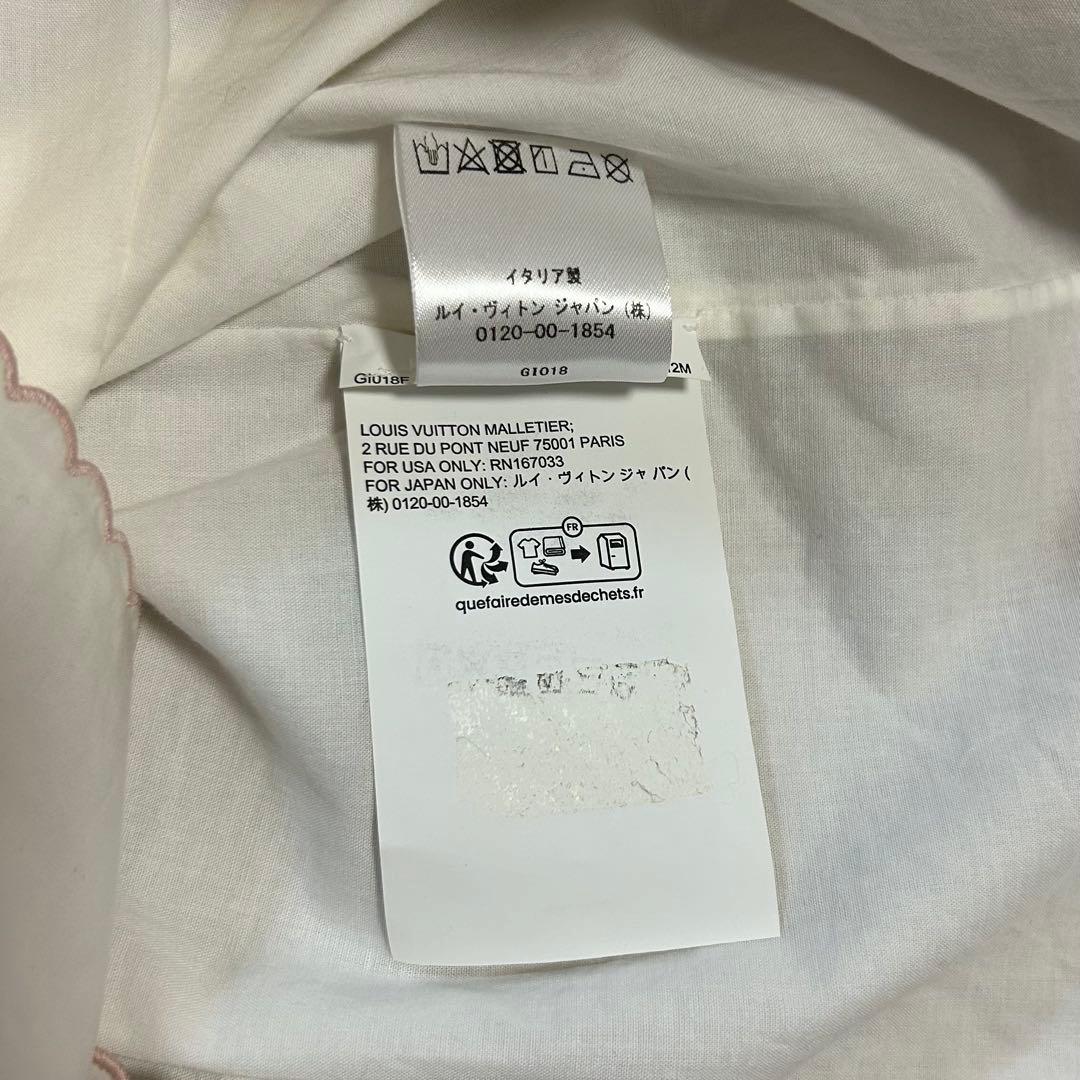 イタリア製
ルイ・ヴィトン ジャパン (株)
0120-00-1854
GI018
GI018F
12M
LOUIS VUITTON MALLETIER;
2 RUE DU PONT NEUF 75001 PARIS
FOR USA ONLY: RN167033
FOR JAPAN ONLY: ルイ・ヴィトン ジャ パン (
株) 0120-00-1854
FR
quefairedemesdechets.fr